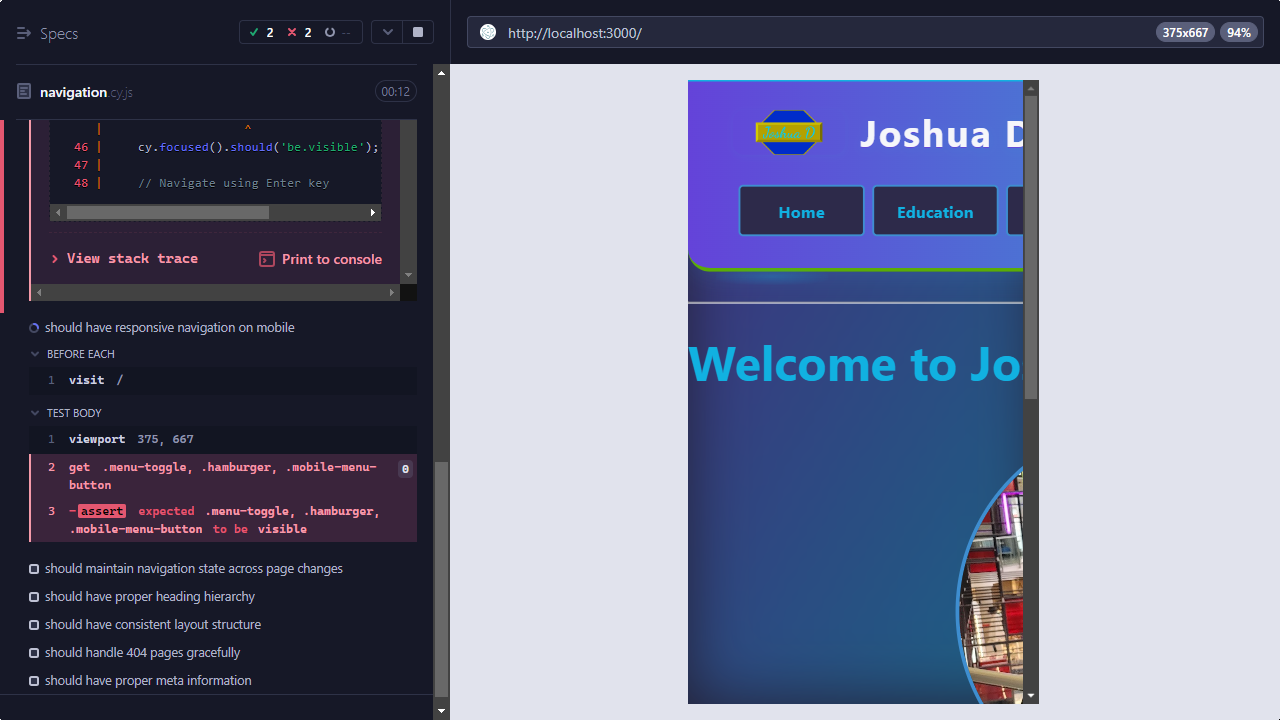 Specs
2
2
--
navigation.cy.js
00:12
| ^
46 | cy.focused().should('be.visible');
47 |
48 | // Navigate using Enter key
View stack trace
Print to console
should have responsive navigation on mobile
BEFORE EACH
1 visit /
TEST BODY
1 viewport 375, 667
2 get .menu-toggle, .hamburger, .mobile-menu-
button
0
3 -assert expected .menu-toggle, .hamburger,
.mobile-menu-button to be visible
should maintain navigation state across page changes
should have proper heading hierarchy
should have consistent layout structure
should handle 404 pages gracefully
should have proper meta information
http://localhost:3000/
375x667
94%
Joshua D
Joshua D
Home
Education
Welcome to Jos